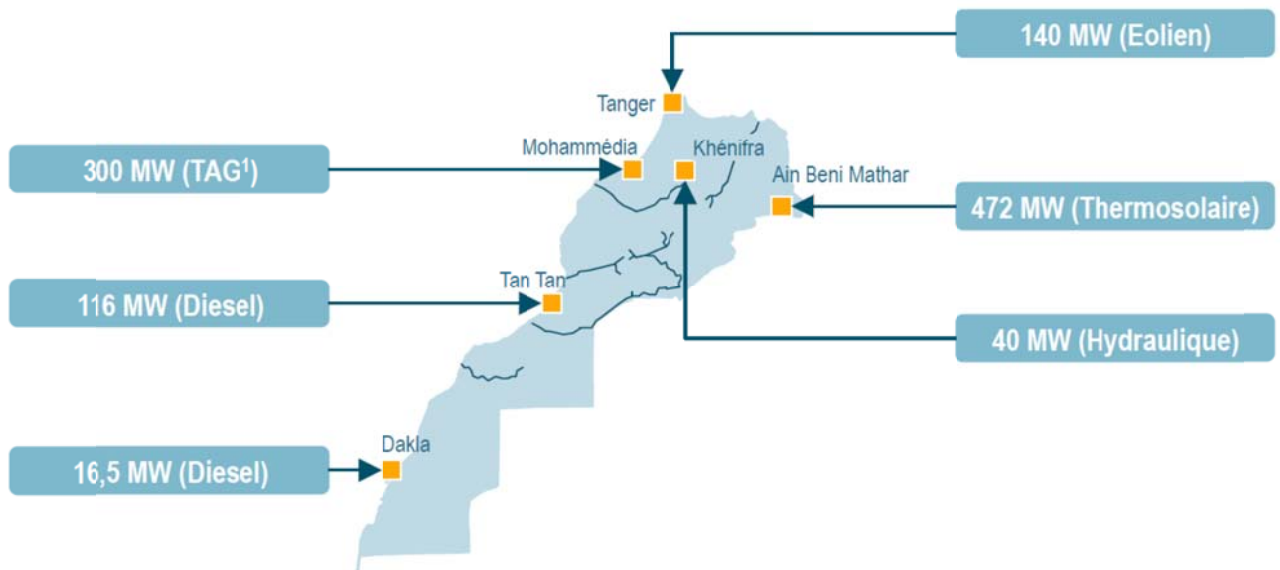 140 MW (Eolien)
Tanger
Mohammédia
Khénifra
300 MW (TAG¹)
Ain Beni Mathar
472 MW (Thermosolaire)
Tan Tan
116 MW (Diesel)
40 MW (Hydraulique)
Dakla
16,5 MW (Diesel)